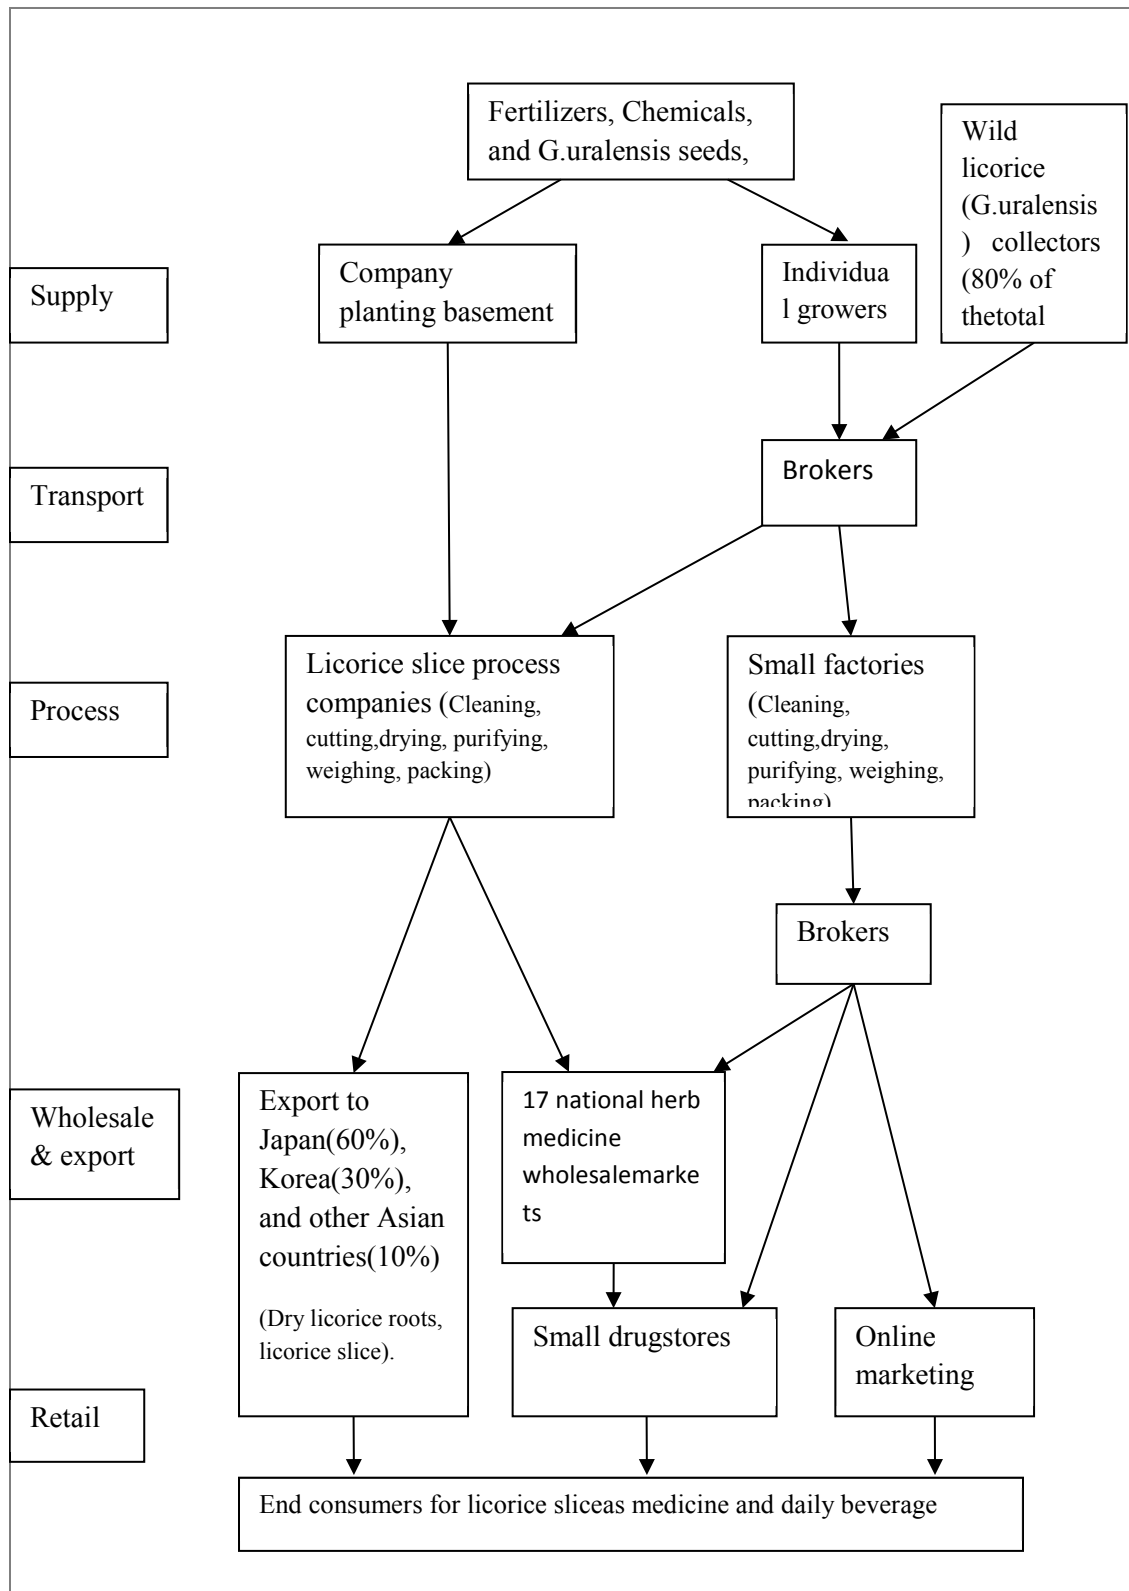 Fertilizers, Chemicals,
and G.uralensis seeds,
Wild
licorice
(G.uralensis
) collectors
(80% of
thetotal
Supply
Company
planting basement
Individua
l growers
Transport
Brokers
Process
Licorice slice process
companies (Cleaning,
cutting,drying, purifying,
weighing, packing)
Small factories
(Cleaning,
cutting,drying,
purifying, weighing,
packing)
Brokers
Wholesale
& export
Export to
Japan(60%),
Korea(30%),
and other Asian
countries(10%)
(Dry licorice roots,
licorice slice).
17 national herb
medicine
wholesalemarke
ts
Small drugstores
Online
marketing
Retail
End consumers for licorice sliceas medicine and daily beverage